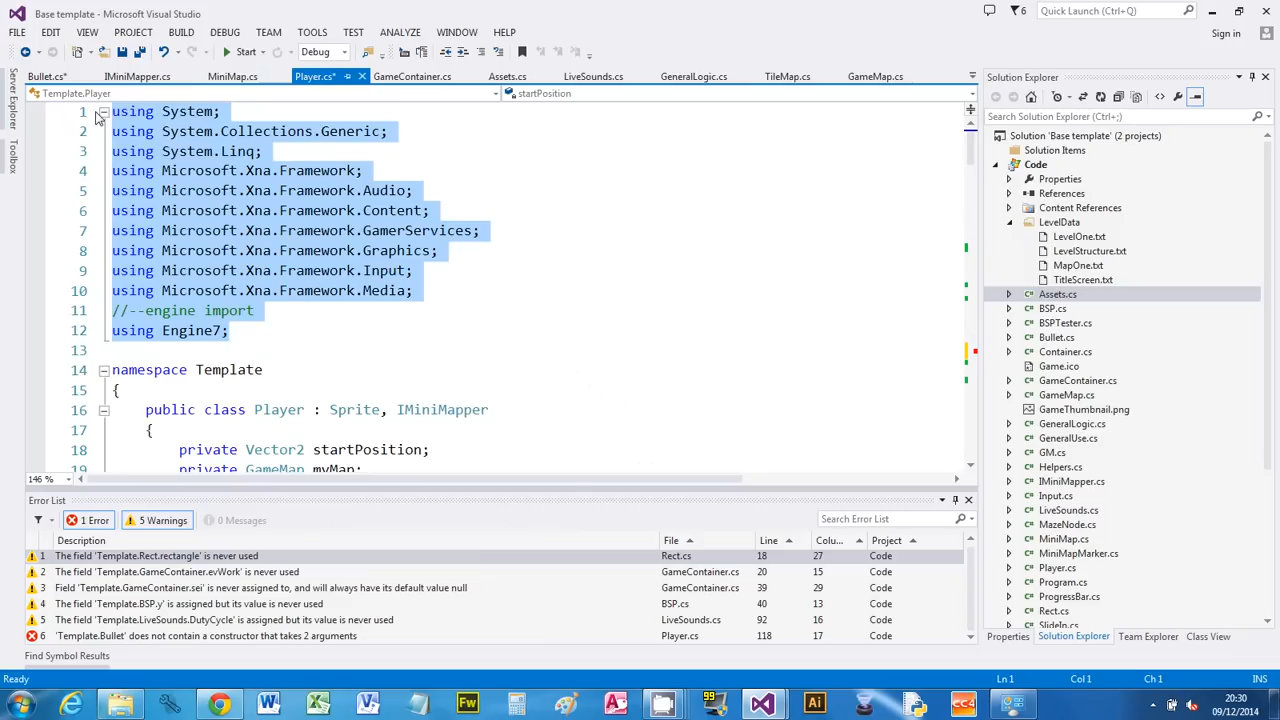 Base template - Microsoft Visual Studio
6
Quick Launch (Ctrl+Q)
FILE EDIT VIEW PROJECT BUILD DEBUG TEAM TOOLS TEST ANALYZE WINDOW HELP
Sign in
Start Debug
Server Explorer
Toolbox
Bullet.cs* IMiniMapper.cs MiniMap.cs Player.cs* GameContainer.cs Assets.cs LiveSounds.cs GeneralLogic.cs TileMap.cs GameMap.cs
Template.Player startPosition
1 using System;
2 using System.Collections.Generic;
3 using System.Linq;
4 using Microsoft.Xna.Framework;
5 using Microsoft.Xna.Framework.Audio;
6 using Microsoft.Xna.Framework.Content;
7 using Microsoft.Xna.Framework.GamerServices;
8 using Microsoft.Xna.Framework.Graphics;
9 using Microsoft.Xna.Framework.Input;
10 using Microsoft.Xna.Framework.Media;
11 //--engine import
12 using Engine7;
13
14 namespace Template
15 {
16 public class Player : Sprite, IMiniMapper
17 {
18 private Vector2 startPosition;
19 private GameMap myMap;
146 %
Solution Explorer
Search Solution Explorer (Ctrl+;)
Solution 'Base template' (2 projects)
Solution Items
Code
Properties
References
Content References
LevelData
LevelOne.txt
LevelStructure.txt
MapOne.txt
TitleScreen.txt
Assets.cs
BSP.cs
BSPTester.cs
Bullet.cs
Container.cs
Game.ico
GameContainer.cs
GameMap.cs
GameThumbnail.png
GeneralLogic.cs
GeneralUse.cs
GM.cs
Helpers.cs
IMiniMapper.cs
Input.cs
LiveSounds.cs
MazeNode.cs
MiniMap.cs
MiniMapMarker.cs
Player.cs
Program.cs
ProgressBar.cs
Rect.cs
SlideIn.cs
Properties Solution Explorer Team Explorer Class View
Error List
1 Error 5 Warnings 0 Messages
Search Error List
Description File Line Colu... Project
1 The field 'Template.Rect.rectangle' is never used Rect.cs 18 27 Code
2 The field 'Template.GameContainer.evWork' is never used GameContainer.cs 20 15 Code
3 Field 'Template.GameContainer.sei' is never assigned to, and will always have its default value null GameContainer.cs 39 29 Code
4 The field 'Template.BSP.y' is assigned but its value is never used BSP.cs 40 13 Code
5 The field 'Template.LiveSounds.DutyCycle' is assigned but its value is never used LiveSounds.cs 92 16 Code
6 'Template.Bullet' does not contain a constructor that takes 2 arguments Player.cs 118 17 Code
Find Symbol Results
Ready Ln 1 Col 1 Ch 1 INS
Fw 99 Ai CC4
20:30
09/12/2014